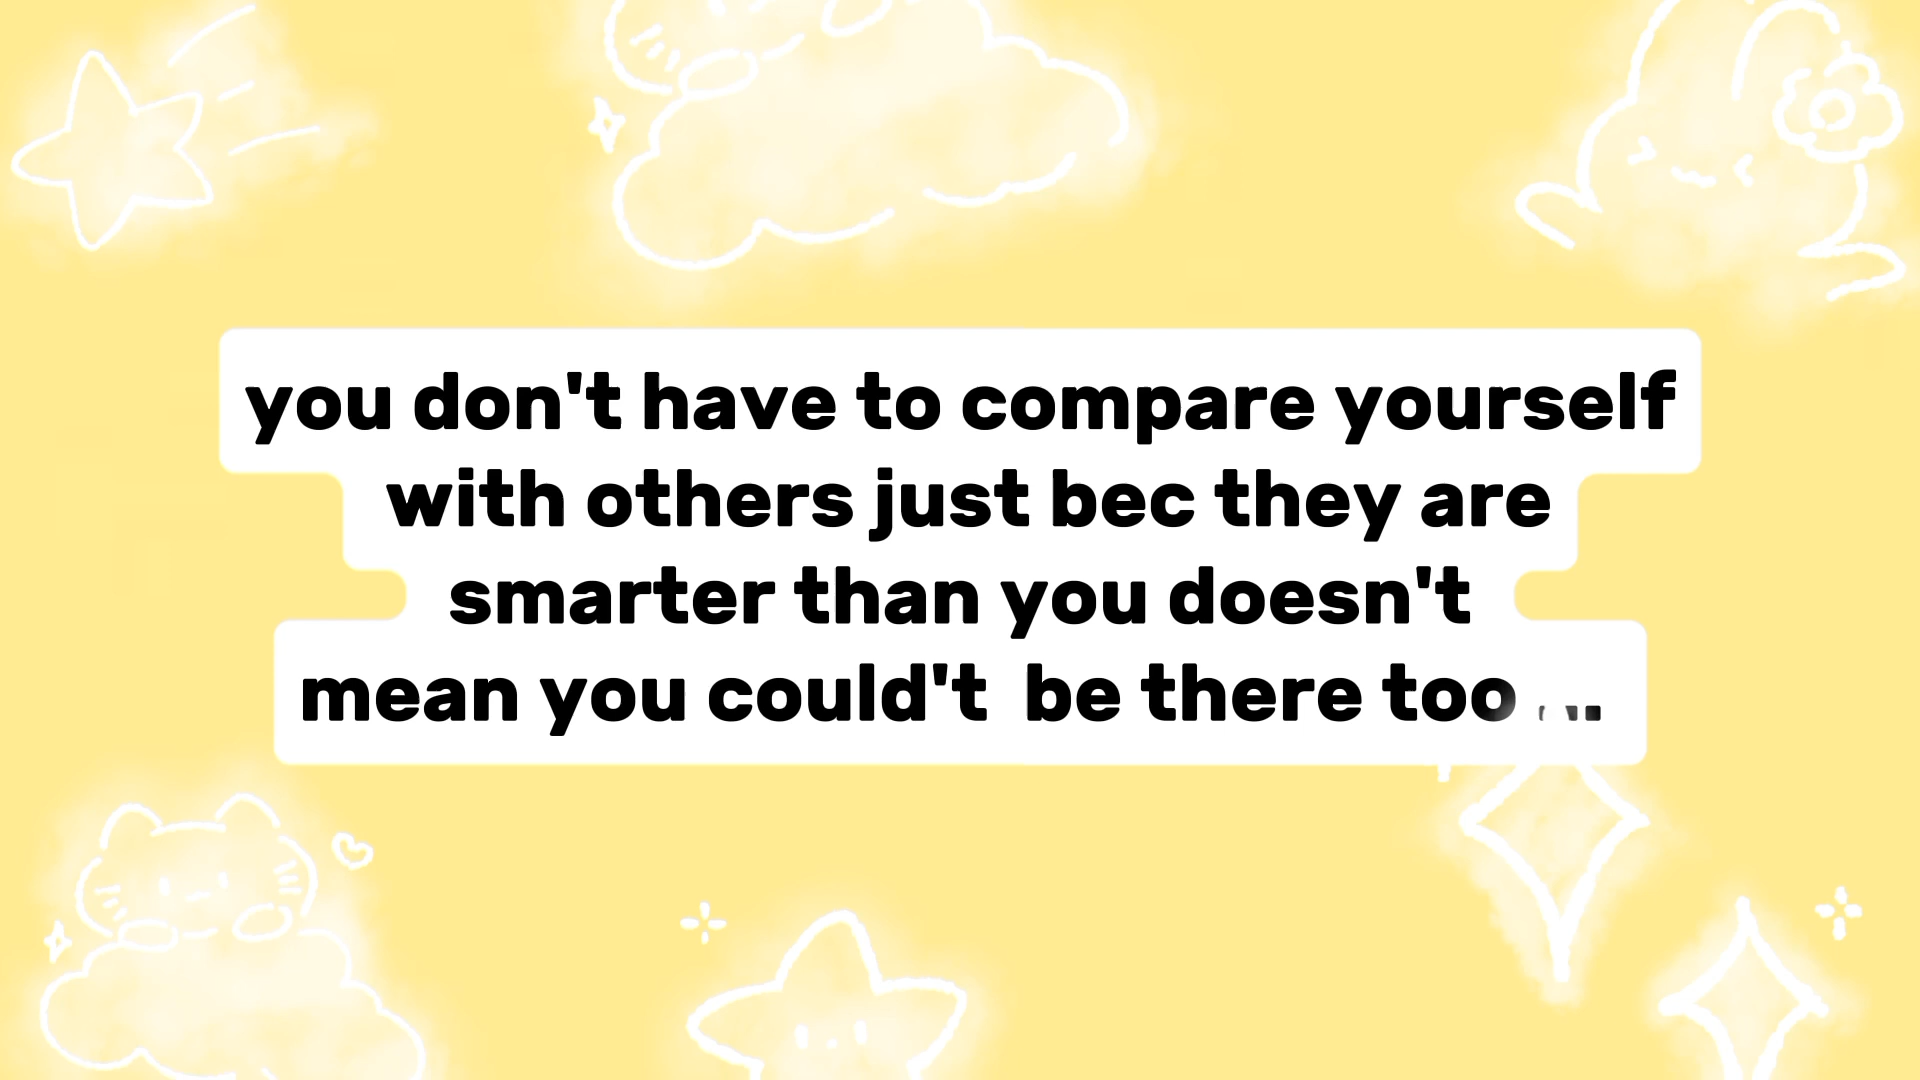 you don't have to compare yourself
with others just bec they are
smarter than you doesn't
mean you could't  be there too ...